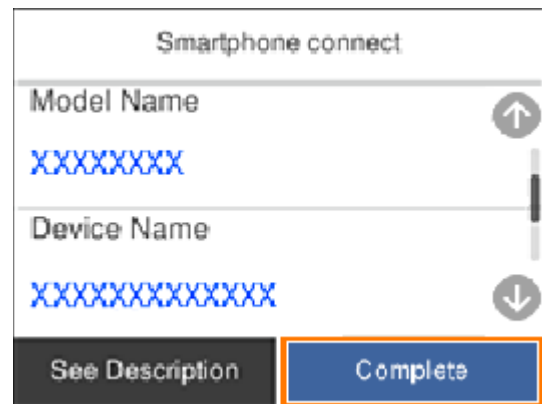 Smartphone connect
Model Name
XXXXXXXX
Device Name
XXXXXXXXXXXXX
See Description
Complete